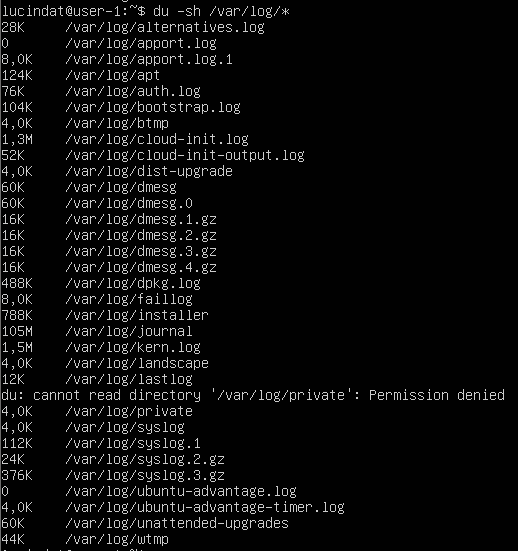 lucindat@user-1:~$ du -sh /var/log/*
28K /var/log/alternatives.log
0 /var/log/apport.log
8,0K /var/log/apport.log.1
124K /var/log/apt
76K /var/log/auth.log
104K /var/log/bootstrap.log
4,0K /var/log/btmp
1,3M /var/log/cloud-init.log
52K /var/log/cloud-init-output.log
4,0K /var/log/dist-upgrade
60K /var/log/dmesg
60K /var/log/dmesg.0
16K /var/log/dmesg.1.gz
16K /var/log/dmesg.2.gz
16K /var/log/dmesg.3.gz
16K /var/log/dmesg.4.gz
488K /var/log/dpkg.log
8,0K /var/log/faillog
788K /var/log/installer
105M /var/log/journal
1,5M /var/log/kern.log
4,0K /var/log/landscape
12K /var/log/lastlog
du: cannot read directory '/var/log/private': Permission denied
4,0K /var/log/private
4,0K /var/log/syslog
112K /var/log/syslog.1
24K /var/log/syslog.2.gz
376K /var/log/syslog.3.gz
0 /var/log/ubuntu-advantage.log
4,0K /var/log/ubuntu-advantage-timer.log
60K /var/log/unattended-upgrades
44K /var/log/wtmp